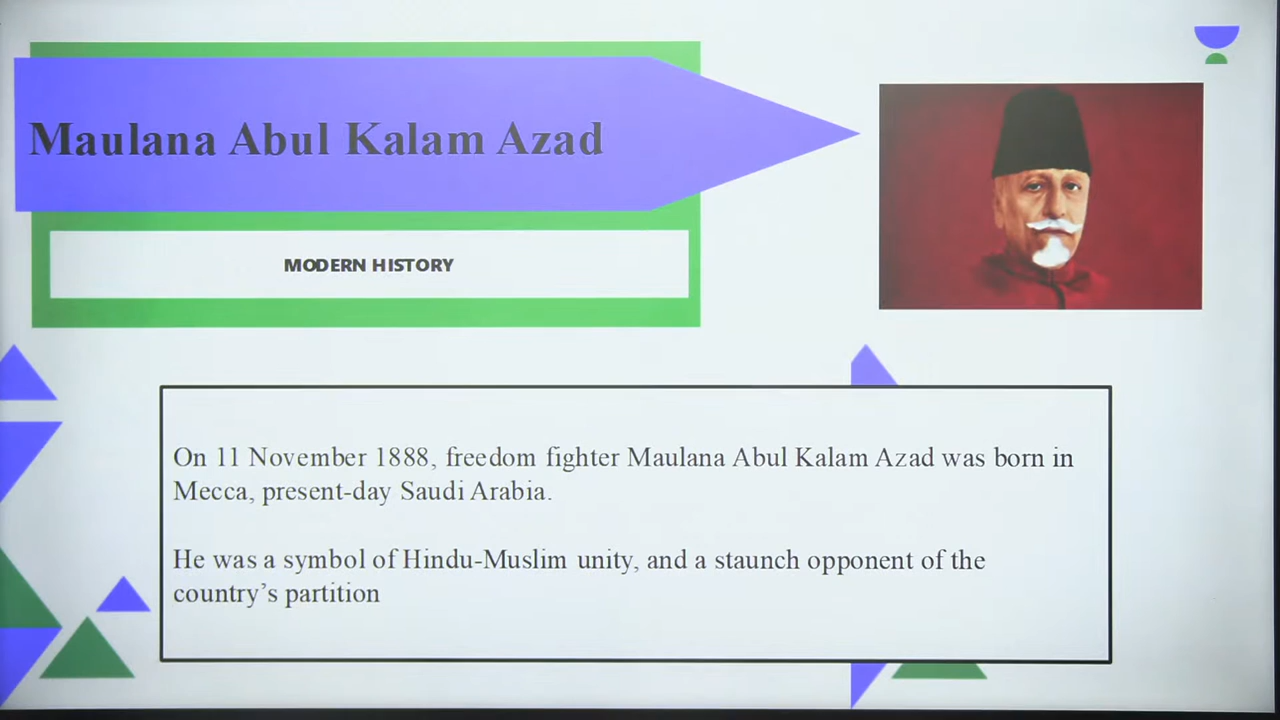 Maulana Abul Kalam Azad
MODERN HISTORY
On 11 November 1888, freedom fighter Maulana Abul Kalam Azad was born in
Mecca, present-day Saudi Arabia.
He was a symbol of Hindu-Muslim unity, and a staunch opponent of the
country’s partition